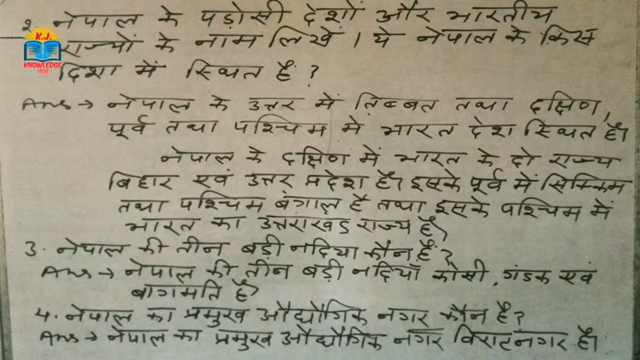 K.J.
KNOWLEDGE
2. नेपाल के पड़ोसी देशों और भारतीय
राज्यों के नाम लिखें। ये नेपाल के किस
दिशा में स्थित हैं ?
Ans → नेपाल के उत्तर में तिब्बत तथा दक्षिण,
पूर्व तथा पश्चिम में भारत देश स्थित है।
नेपाल के दक्षिण में भारत के दो राज्य
बिहार एवं उत्तर प्रदेश है। इसके पूर्व में सिक्किम
तथा पश्चिम बंगाल है तथा इसके पश्चिम में
भारत का उत्तराखंड राज्य है।
3. नेपाल की तीन बड़ी नदियाँ कौन हैं ?
Ans → नेपाल की तीन बड़ी नदियाँ कोसी, गंडक एवं
बागमति है।
4. नेपाल का प्रमुख औद्योगिक नगर कौन है ?
Ans → नेपाल का प्रमुख औद्यौगिक नगर विराटनगर है।